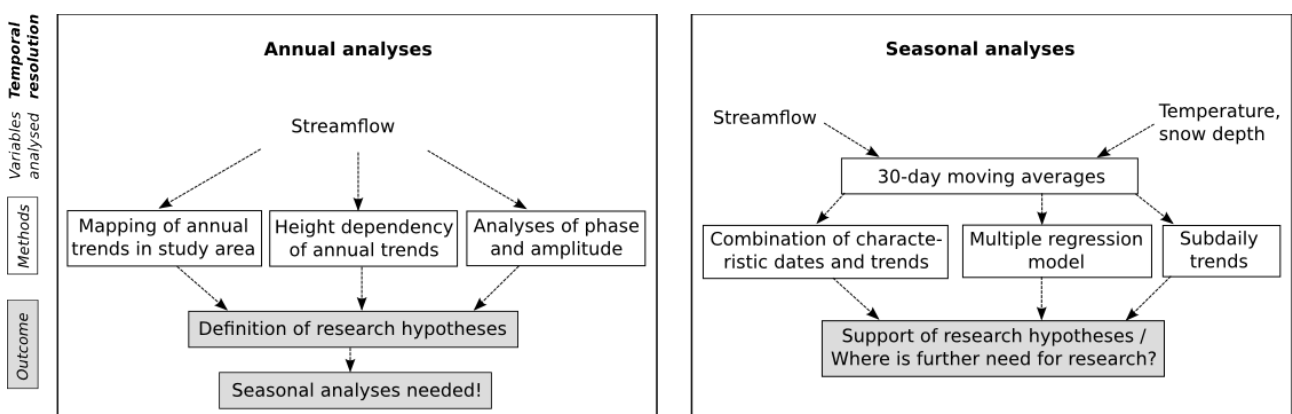 Temporal
resolution
Variables
analysed
Methods
Outcome
Annual analyses
Streamflow
Mapping of annual
trends in study area
Height dependency
of annual trends
Analyses of phase
and amplitude
Definition of research hypotheses
Seasonal analyses needed!
Seasonal analyses
Streamflow
Temperature,
snow depth
30-day moving averages
Combination of characte-
ristic dates and trends
Multiple regression
model
Subdaily
trends
Support of research hypotheses /
Where is further need for research?